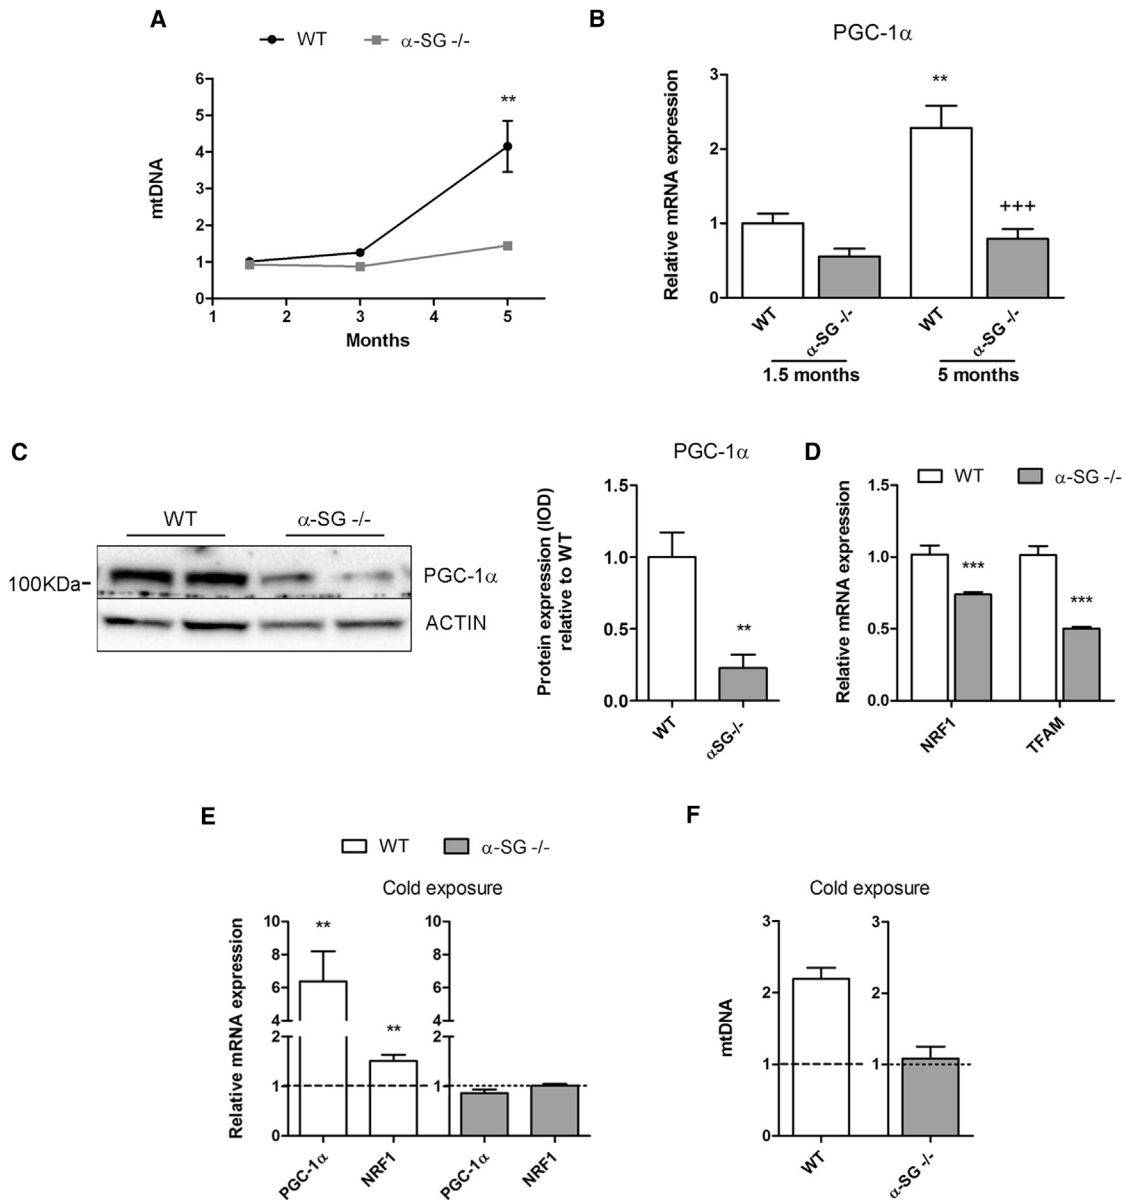 A
WT
α-SG -/-
mtDNA
6
5
4
3
2
1
0
**
1
2
3
4
5
Months
B
PGC-1α
Relative mRNA expression
3
2
1
0
**
+++
WT
α-SG -/-
WT
α-SG -/-
1.5 months
5 months
C
WT
α-SG -/-
100KDa-
PGC-1α
ACTIN
PGC-1α
Protein expression (IOD)
relative to WT
1.5
1.0
0.5
0.0
**
WT
αSG-/-
D
WT
α-SG -/-
Relative mRNA expression
1.5
1.0
0.5
0.0
***
***
NRF1
TFAM
E
WT
α-SG -/-
Cold exposure
Relative mRNA expression
10
8
6
4
2
1
0
**
**
10
8
6
4
2
1
0
PGC-1α
NRF1
PGC-1α
NRF1
F
Cold exposure
mtDNA
3
2
1
0
3
2
1
0
WT
α-SG -/-